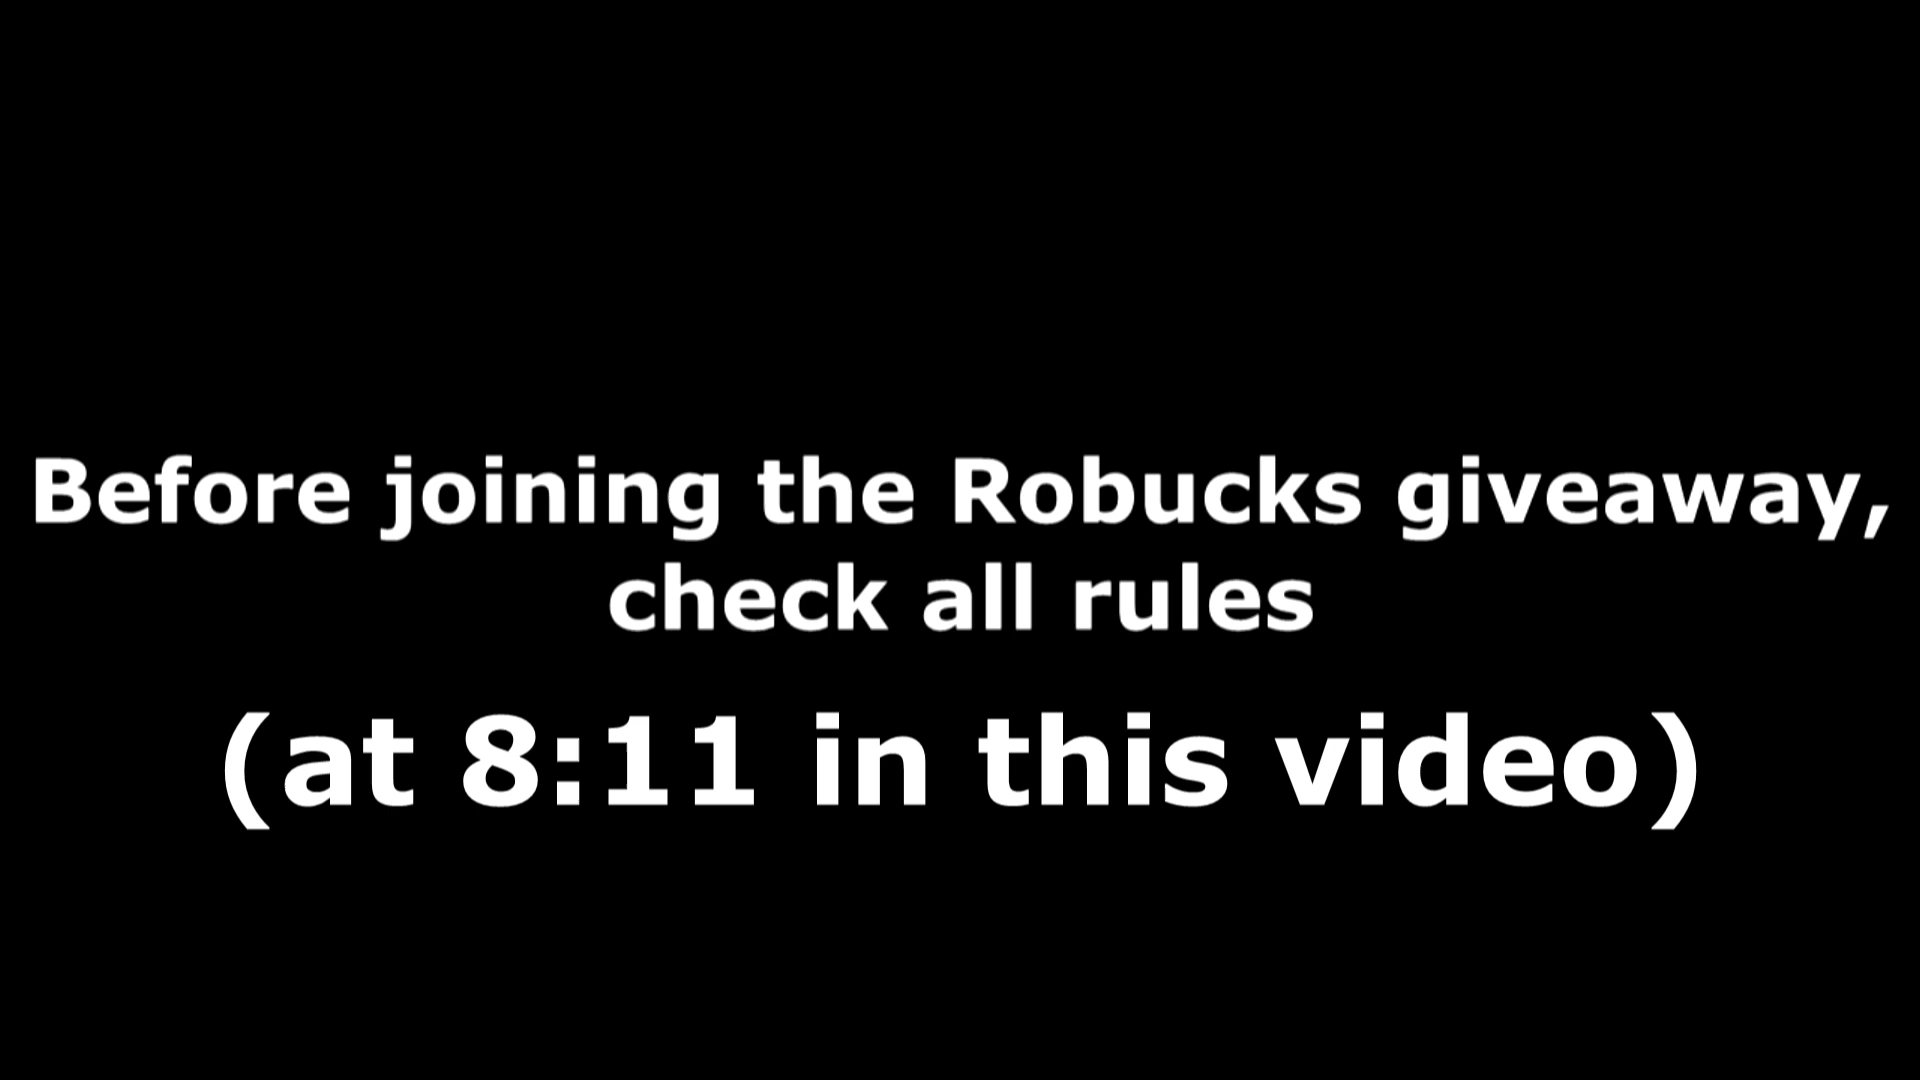 Before joining the Robucks giveaway,
check all rules
(at 8:11 in this video)